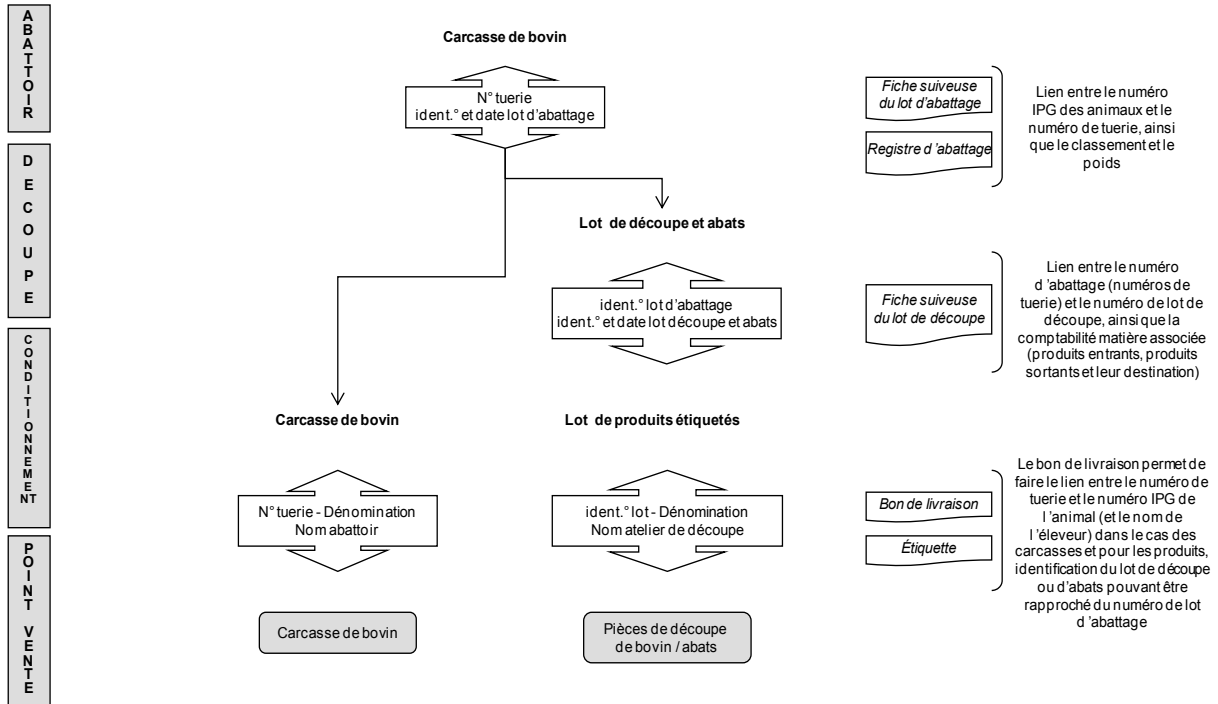 ABATTOIR
Carcasse de bovin
N° tuerie
ident.° et date lot d'abattage
Fiche suiveuse
du lot d'abattage
Registre d'abattage
Lien entre le numéro
IPG des animaux et le
numéro de tuerie, ainsi
que le classement et le
poids
DECOUPE
Lot de découpe et abats
ident.° lot d'abattage
ident.° et date lot découpe et abats
Fiche suiveuse
du lot de découpe
Lien entre le numéro
d'abattage (numéros de
tuerie) et le numéro de lot de
découpe, ainsi que la
comptabilité matière associée
(produits entrants, produits
sortants et leur destination)
CONDITIONNEMENT
Carcasse de bovin
Lot de produits étiquetés
N° tuerie - Dénomination
Nom abattoir
ident.° lot - Dénomination
Nom atelier de découpe
Bon de livraison
Étiquette
Le bon de livraison permet de
faire le lien entre le numéro de
tuerie et le numéro IPG de
l'animal (et le nom de
l'éleveur) dans le cas des
carcasses et pour les produits,
identification du lot de découpe
ou d'abats pouvant être
rapproché du numéro de lot
d'abattage
POINT VENTE
Carcasse de bovin
Pièces de découpe
de bovin / abats